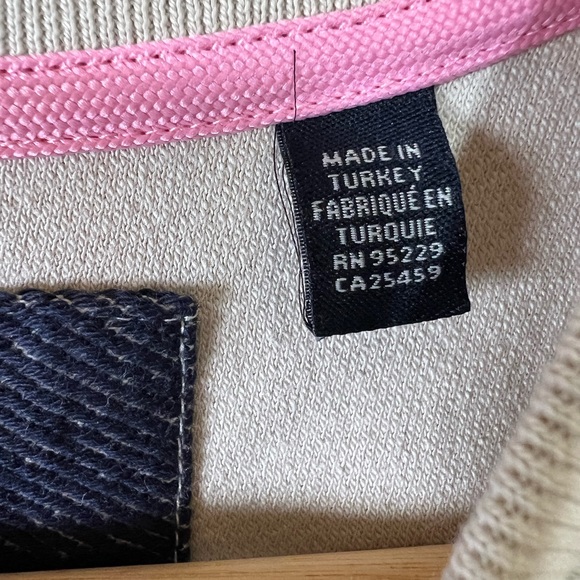 MADE IN
TURKEY
FABRIQUÉ EN
TURQUIE
RN 95229
CA25459